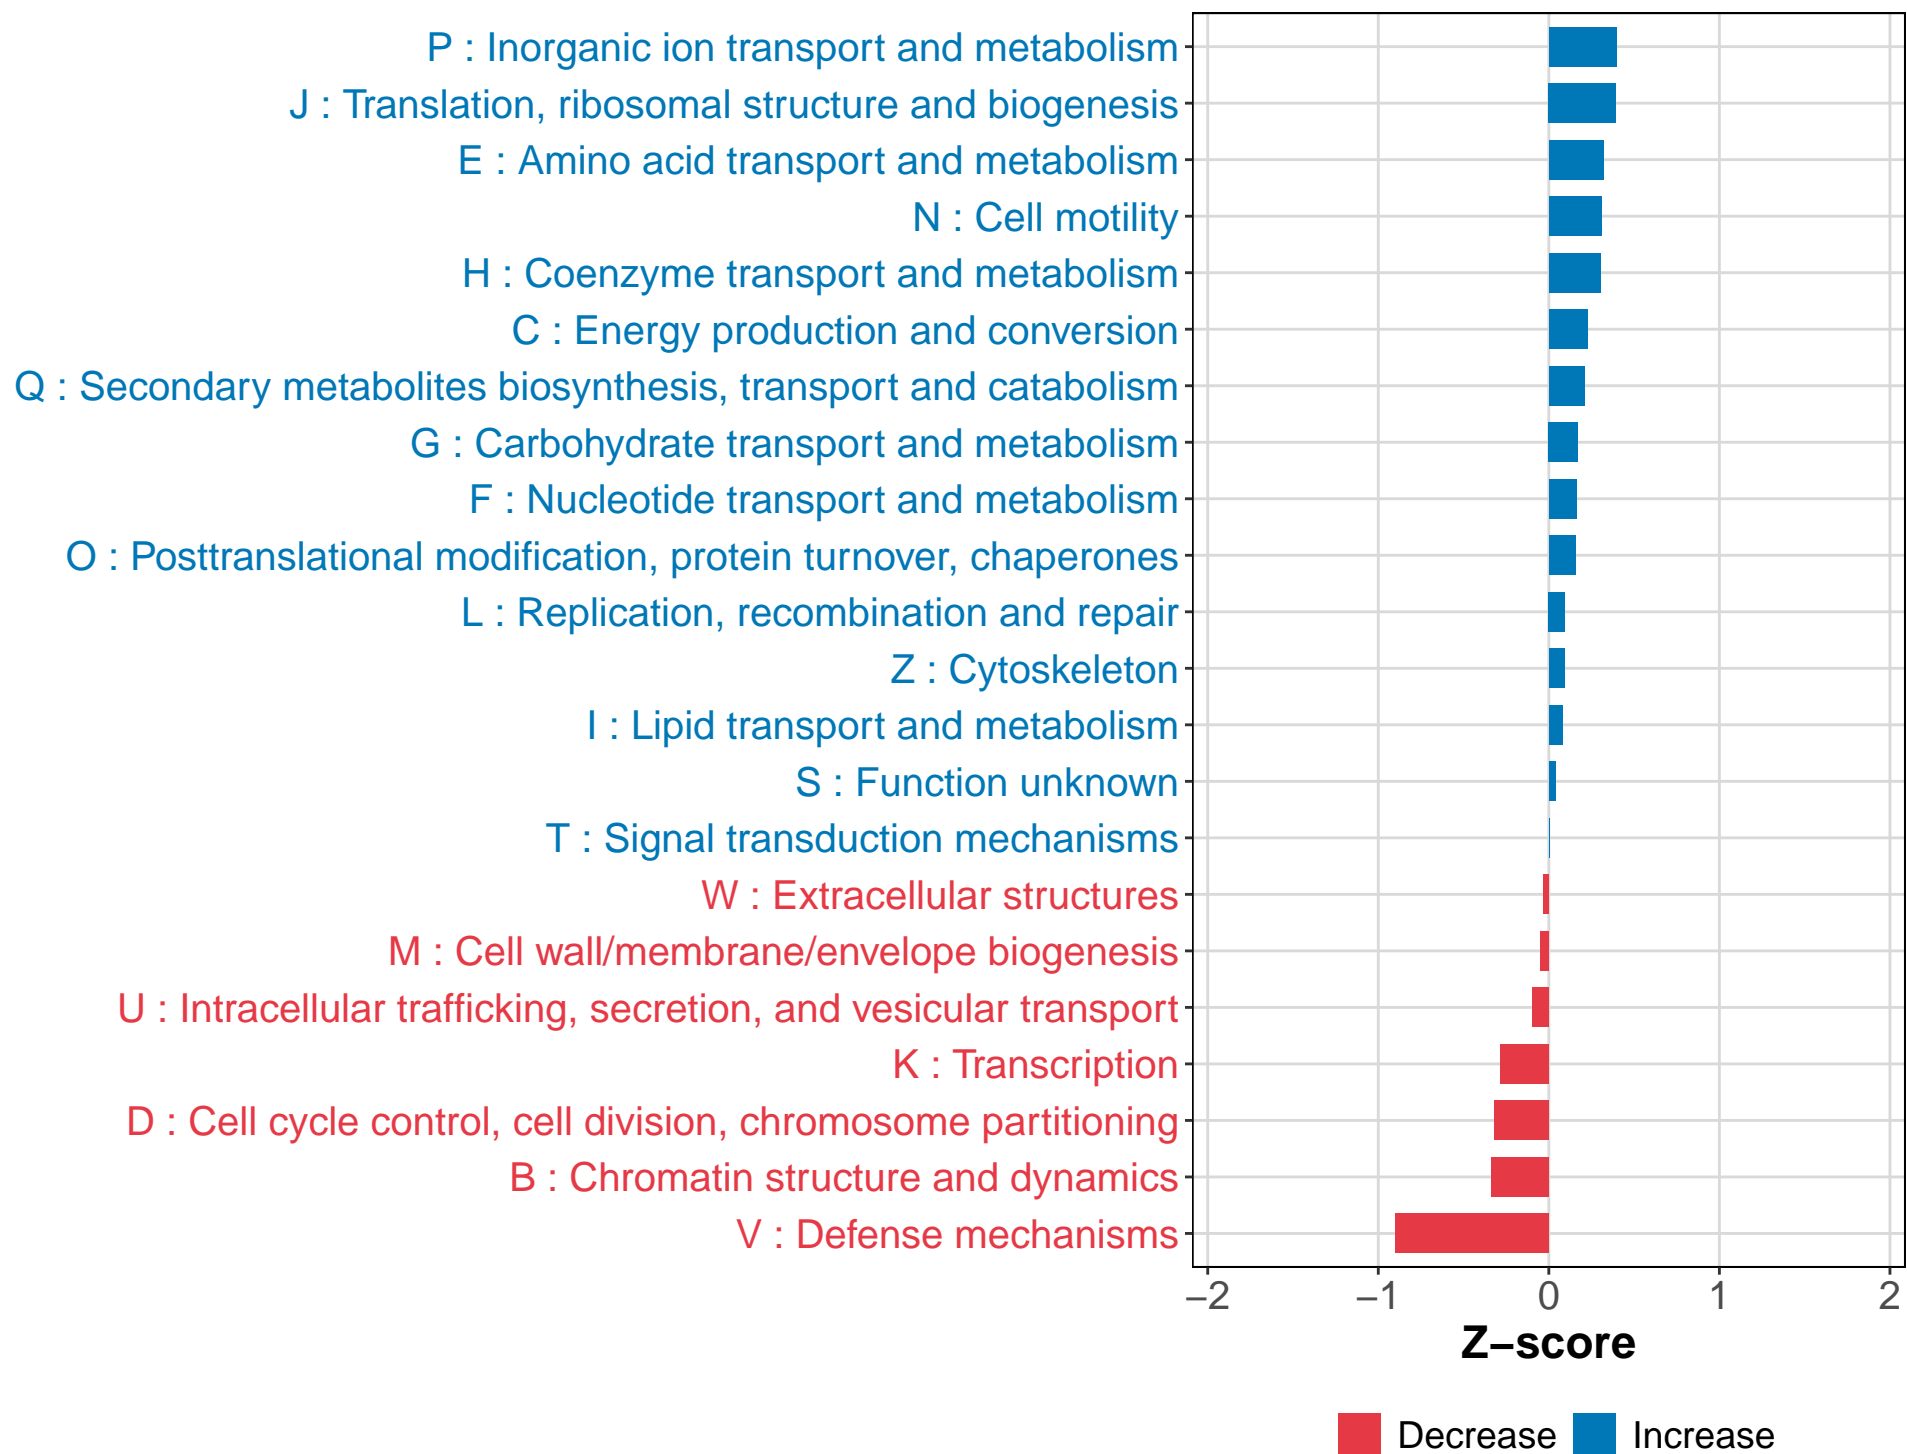 P : Inorganic ion transport and metabolism
J : Translation, ribosomal structure and biogenesis
E : Amino acid transport and metabolism
N : Cell motility
H : Coenzyme transport and metabolism
C : Energy production and conversion
Q : Secondary metabolites biosynthesis, transport and catabolism
G : Carbohydrate transport and metabolism
F : Nucleotide transport and metabolism
O : Posttranslational modification, protein turnover, chaperones
L : Replication, recombination and repair
Z : Cytoskeleton
I : Lipid transport and metabolism
S : Function unknown
T : Signal transduction mechanisms
W : Extracellular structures
M : Cell wall/membrane/envelope biogenesis
U : Intracellular trafficking, secretion, and vesicular transport
K : Transcription
D : Cell cycle control, cell division, chromosome partitioning
B : Chromatin structure and dynamics
V : Defense mechanisms
−2 −1 0 1 2
Z−score
Decrease Increase